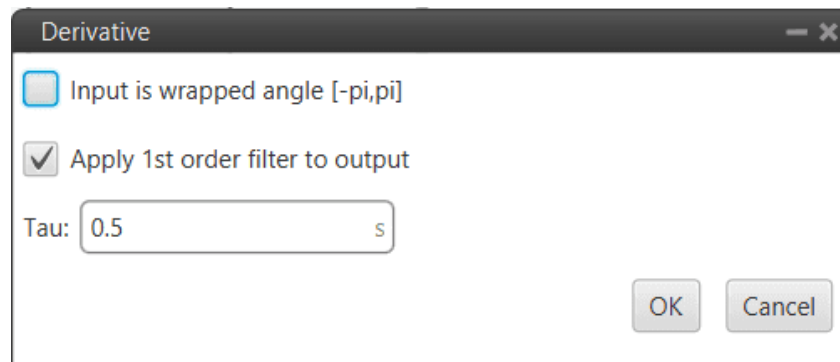 Derivative
Input is wrapped angle [-pi,pi]
Apply 1st order filter to output
Tau: 0.5 s
OK Cancel